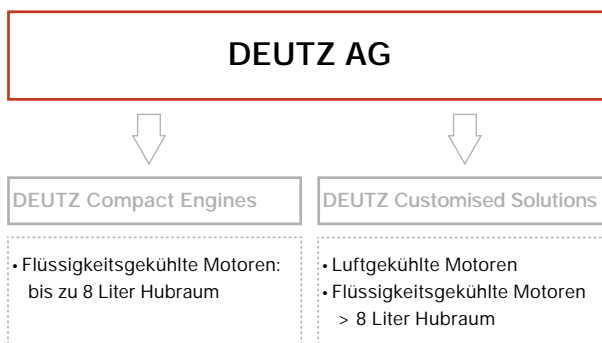 DEUTZ AG
DEUTZ Compact Engines
• Flüssigkeitsgekühlte Motoren:
bis zu 8 Liter Hubraum
DEUTZ Customised Solutions
• Luftgekühlte Motoren
• Flüssigkeitsgekühlte Motoren
> 8 Liter Hubraum